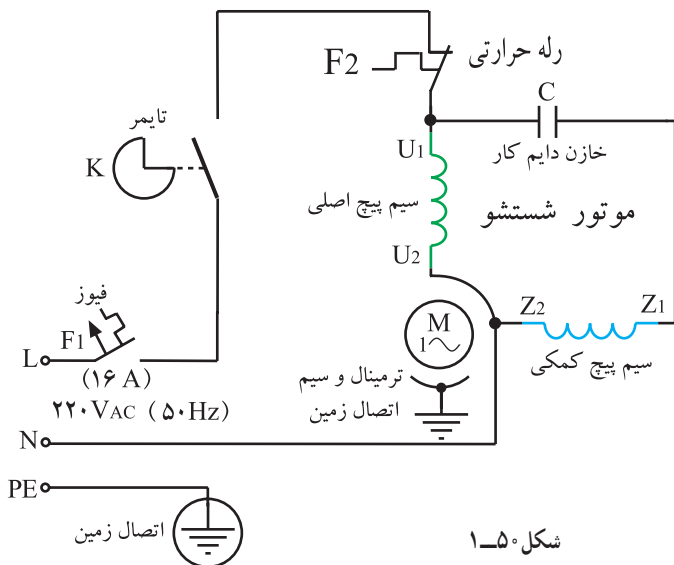 رله حرارتی
F2
C
تایمر
K
U1
خازن دایم کار
سیم پیچ اصلی
موتور شستشو
U2
فیوز
F1
Z2
Z1
M
1
L
(۱۶ A)
سیم پیچ کمکی
ترمینال و سیم
اتصال زمین
۲۲۰VAC (۵۰Hz)
N
PE
اتصال زمین
شکل ۵۰ــ۱